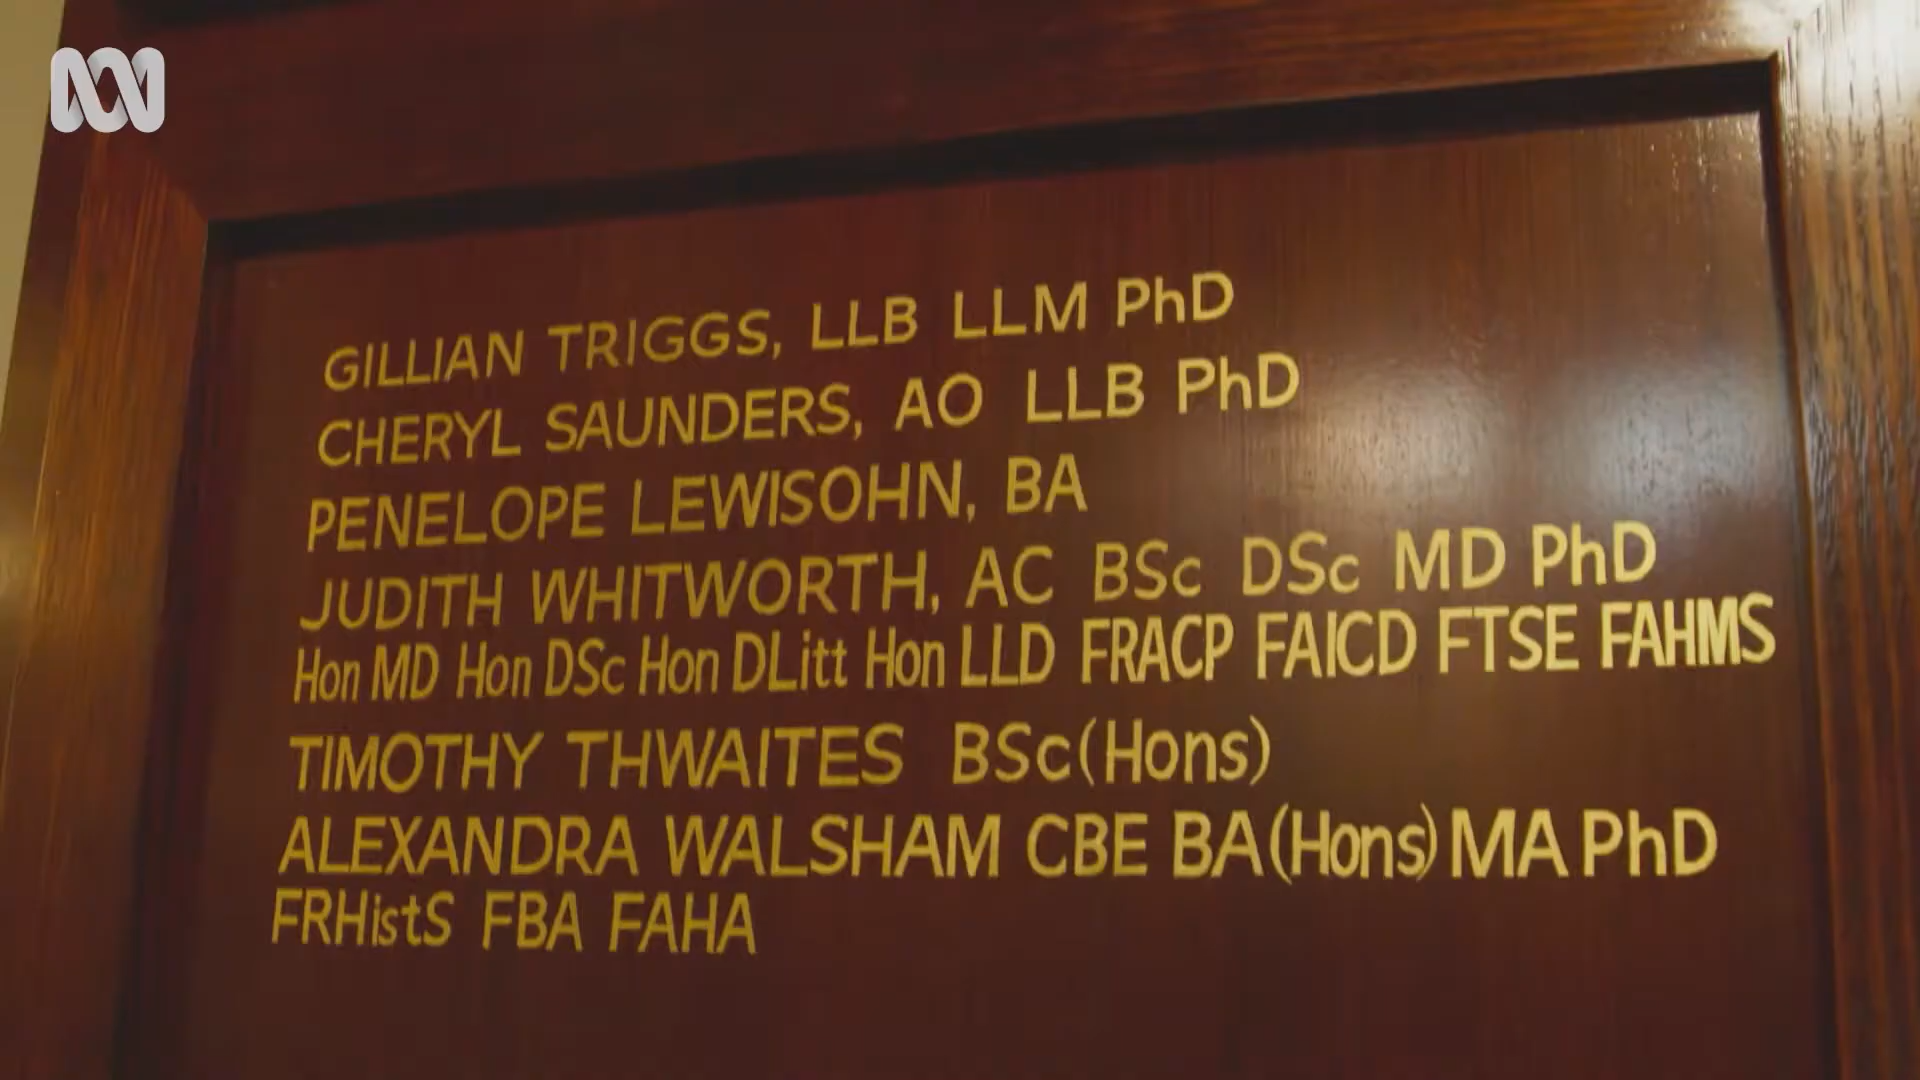 GILLIAN TRIGGS, LLB LLM PhD
CHERYL SAUNDERS, AO LLB PhD
PENELOPE LEWISOHN, BA
JUDITH WHITWORTH, AC BSc DSc MD PhD
Hon MD Hon DSc Hon DLitt Hon LLD FRACP FAICD FTSE FAHMS
TIMOTHY THWAITES BSc(Hons)
ALEXANDRA WALSHAM CBE BA(Hons) MA PhD
FRHistS FBA FAHA